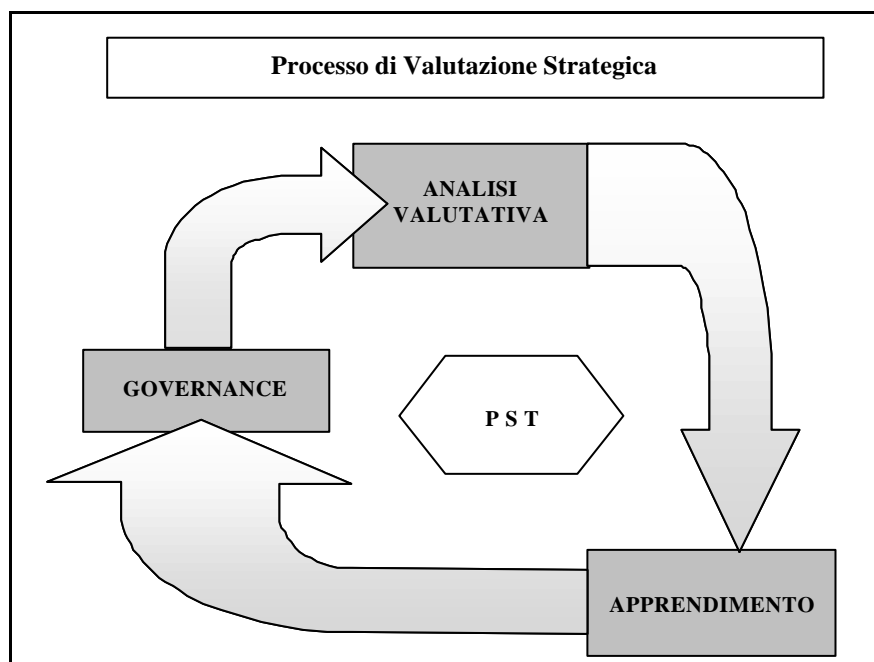 Processo di Valutazione Strategica
ANALISI
VALUTATIVA
GOVERNANCE
P S T
APPRENDIMENTO